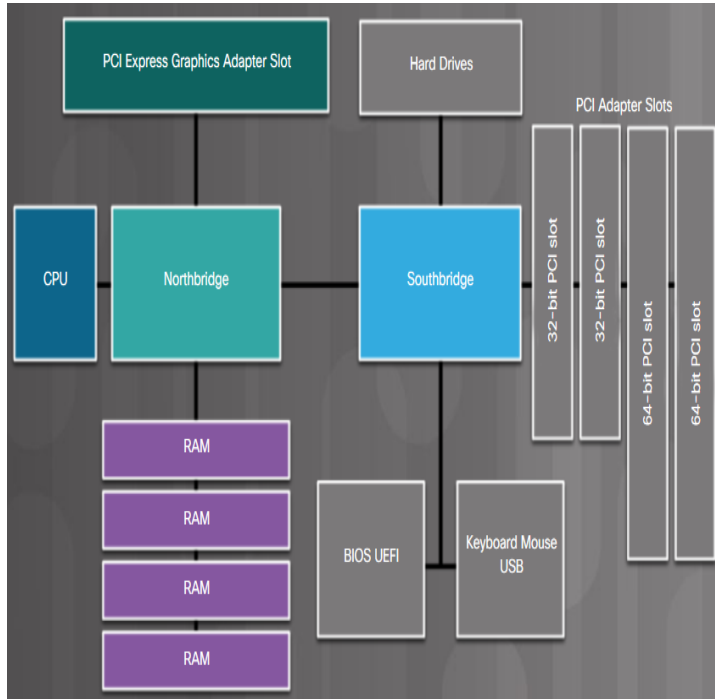 PCI Express Graphics Adapter Slot
Hard Drives
PCI Adapter Slots
CPU
Northbridge
Southbridge
32-bit PCI slot
32-bit PCI slot
64-bit PCI slot
64-bit PCI slot
RAM
RAM
RAM
RAM
BIOS UEFI
Keyboard Mouse
USB